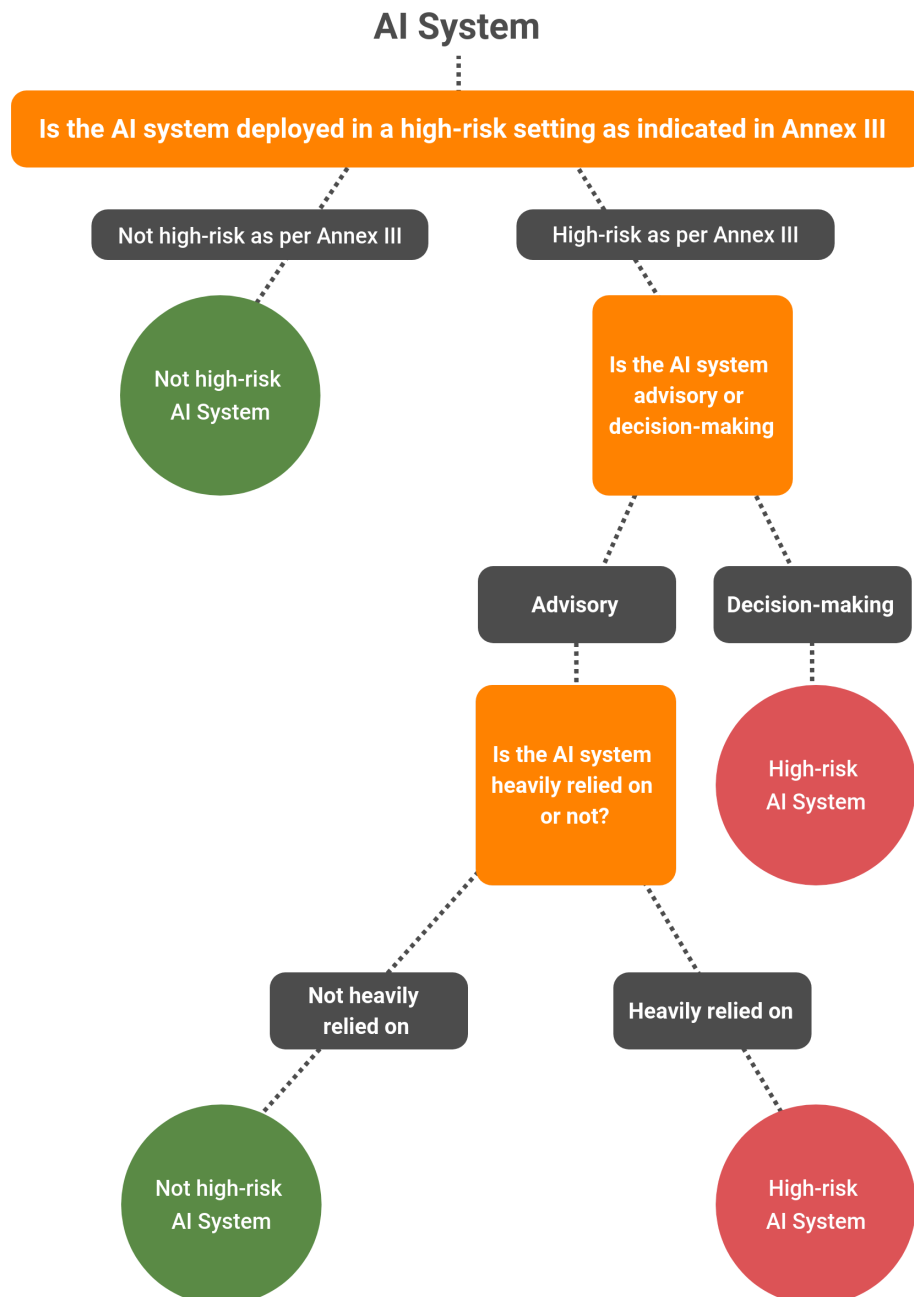 AI System
Is the AI system deployed in a high-risk setting as indicated in Annex III
Not high-risk as per Annex III
High-risk as per Annex III
Not high-risk
AI System
Is the AI system
advisory or
decision-making
Advisory
Decision-making
Is the AI system
heavily relied on
or not?
High-risk
AI System
Not heavily
relied on
Heavily relied on
Not high-risk
AI System
High-risk
AI System